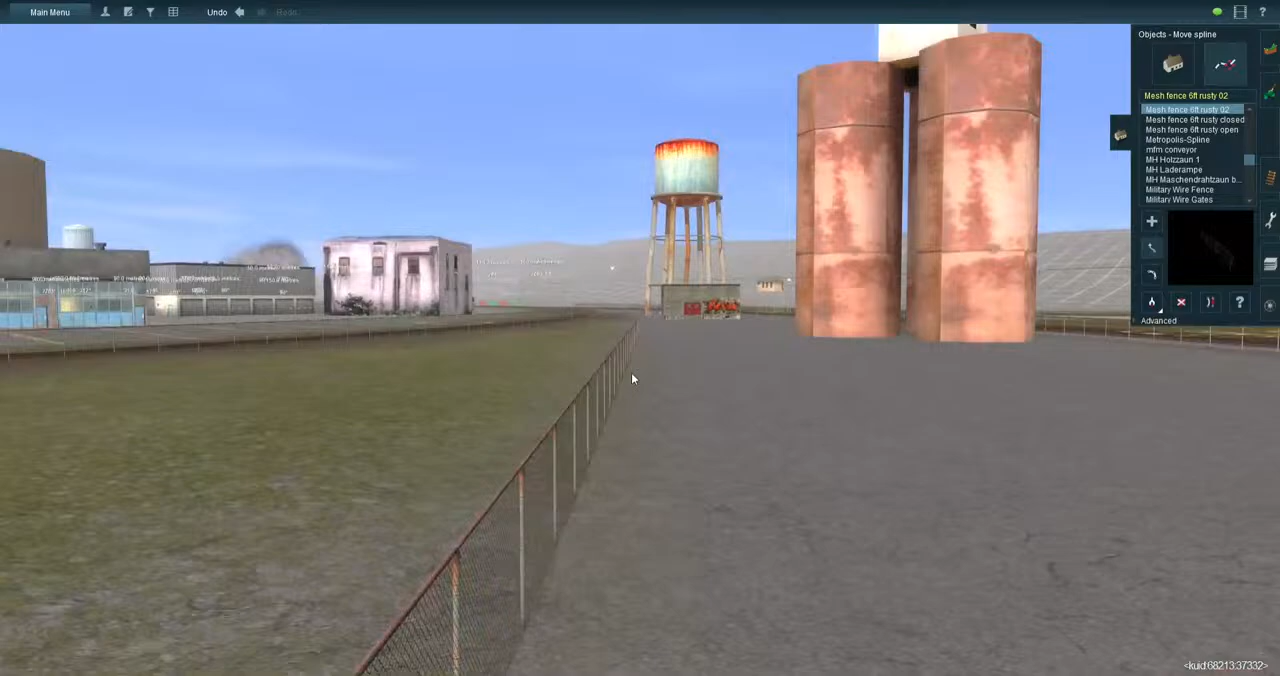 Main Menu
Undo
Redo
?
Objects - Move spline
Mesh fence 6ft rusty 02
Mesh fence 6ft rusty 02
Mesh fence 6ft rusty closed
Mesh fence 6ft rusty open
Metropolis-Spline
mfm conveyor
MH Holzzaun 1
MH Laderampe
MH Maschendrahtzaun b...
Military Wire Fence
Military Wire Gates
?
Advanced
<kuid:68213:37332>